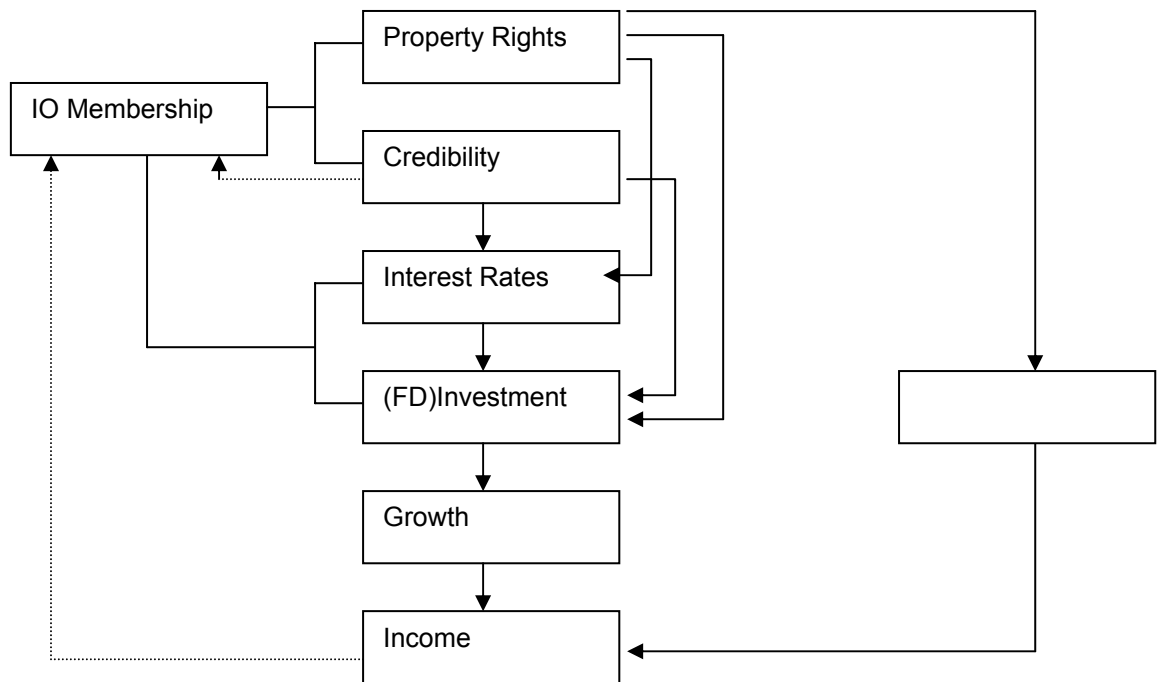 Property Rights
IO Membership
Credibility
Interest Rates
(FD)Investment
Growth
Income